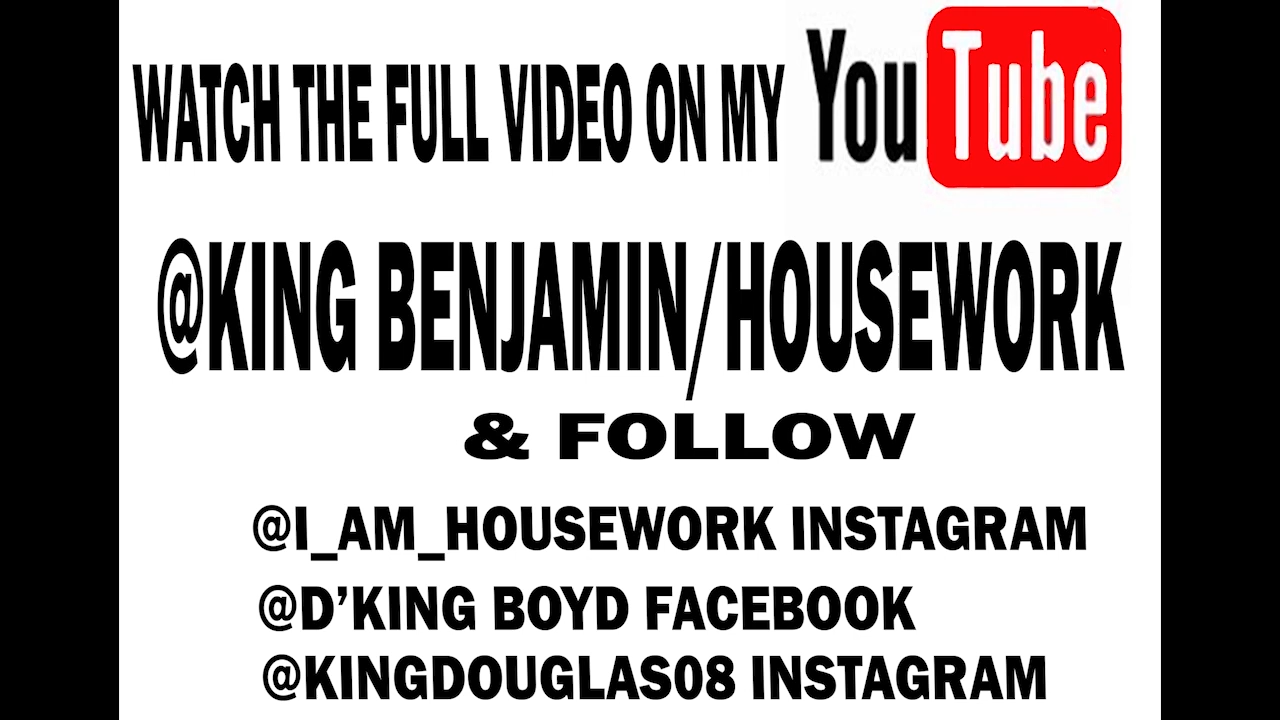 WATCH THE FULL VIDEO ON MY YouTube
@KING BENJAMIN/HOUSEWORK
& FOLLOW
@I_AM_HOUSEWORK INSTAGRAM
@D’KING BOYD FACEBOOK
@KINGDOUGLAS08 INSTAGRAM